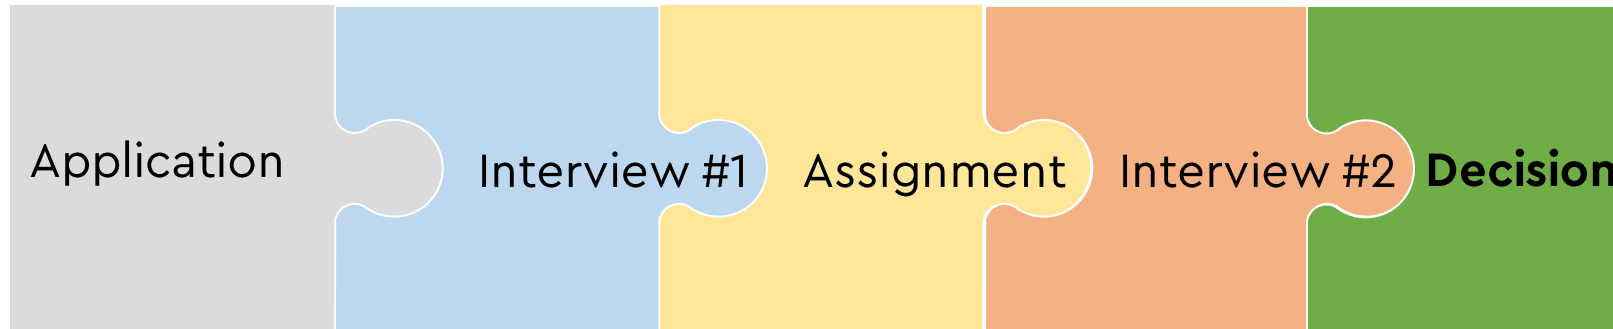 Application
Interview #1
Assignment
Interview #2
Decision